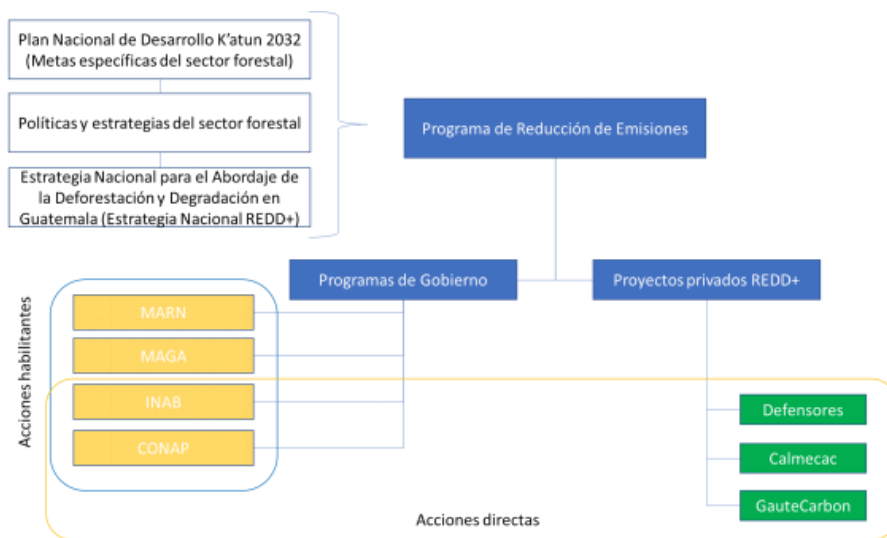 Plan Nacional de Desarrollo K'atun 2032
(Metas específicas del sector forestal)
Políticas y estrategias del sector forestal
Estrategia Nacional para el Abordaje de
la Deforestación y Degradación en
Guatemala (Estrategia Nacional REDD+)
Programa de Reducción de Emisiones
Programas de Gobierno
Proyectos privados REDD+
Acciones habilitantes
MARN
MAGA
INAB
CONAP
Defensores
Calmecac
GauteCarbon
Acciones directas